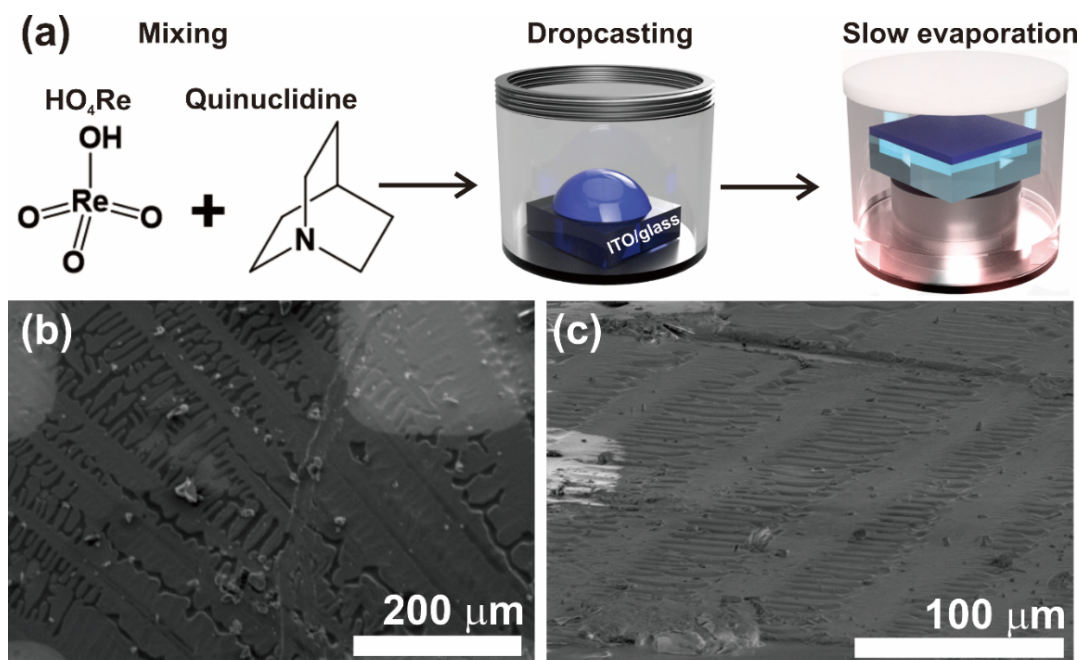 (a) Mixing Dropcasting Slow evaporation
HO₄Re Quinuclidine
OH
Re
O O
O
+
N
ITO/glass
(b) (c)
200 μm 100 μm